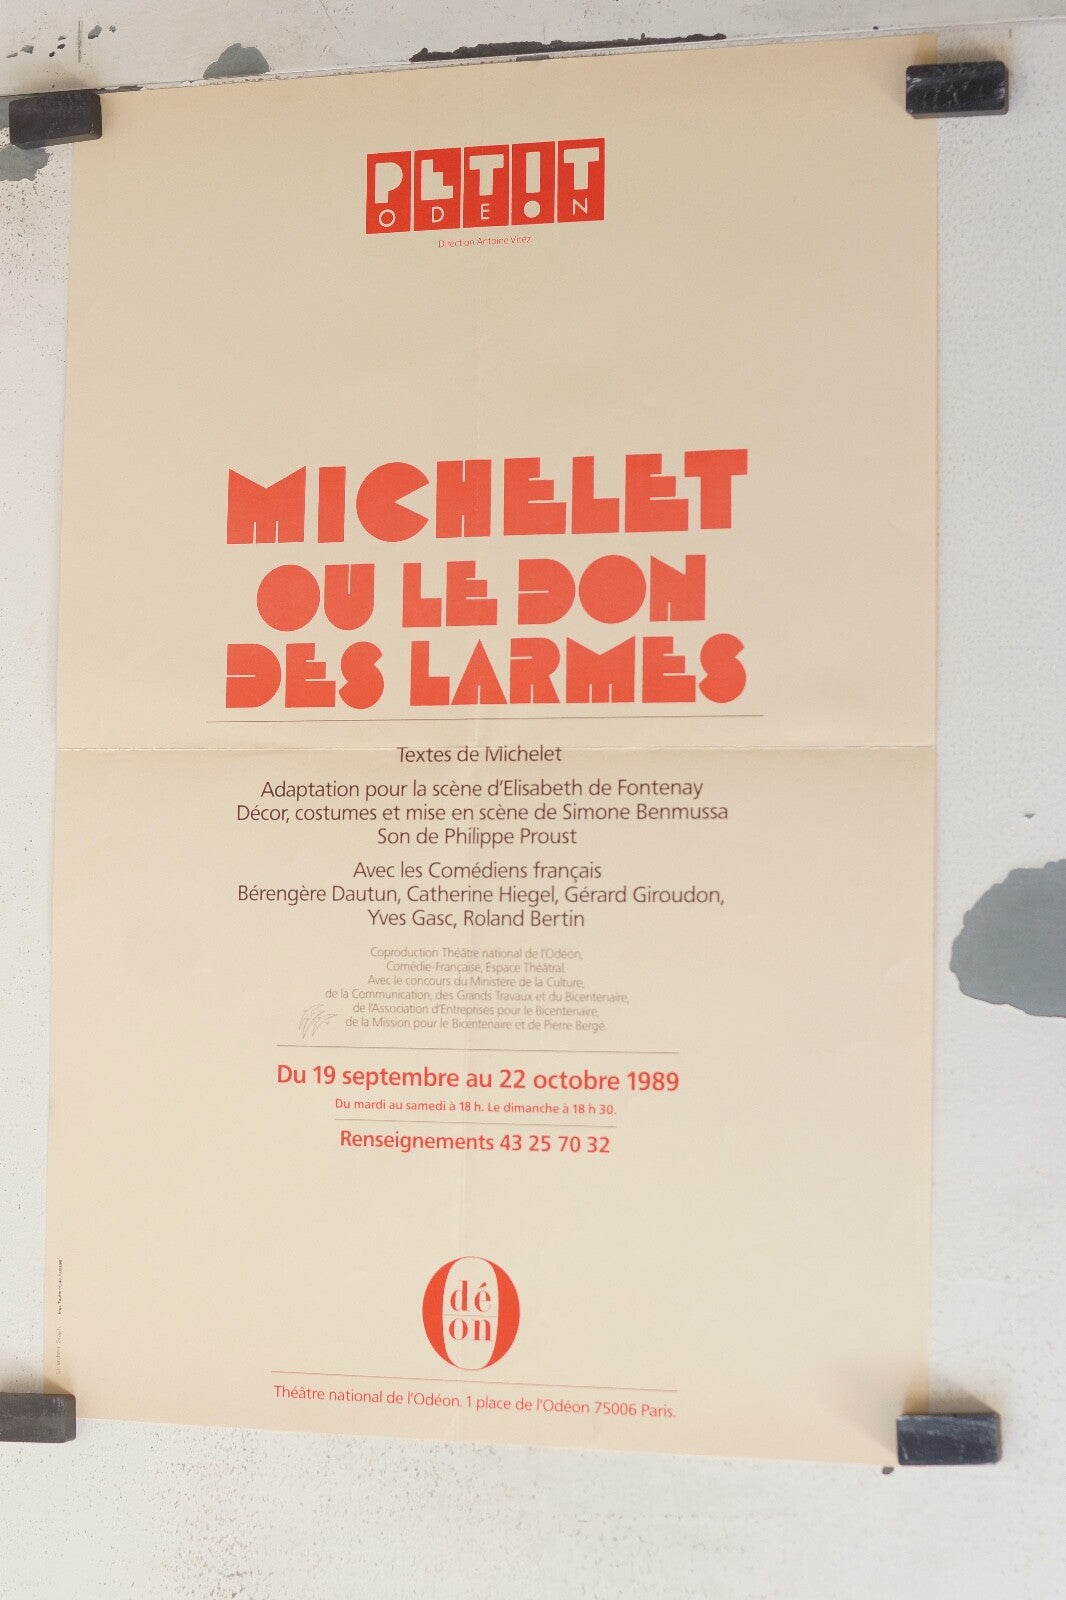 PETIT
ODEON
Direction Antoine Vitez
MICHELET
OU LE DON
DES LARMES
Textes de Michelet
Adaptation pour la scène d'Elisabeth de Fontenay
Décor, costumes et mise en scène de Simone Benmussa
Son de Philippe Proust
Avec les Comédiens français
Bérengère Dautun, Catherine Hiegel, Gérard Giroudon,
Yves Gasc, Roland Bertin
Coproduction Théâtre national de l'Odéon,
Comédie-Française, Espace Théâtral.
Avec le concours du Ministère de la Culture,
de la Communication, des Grands Travaux et du Bicentenaire,
de l'Association d'Entreprises pour le Bicentenaire,
de la Mission pour le Bicentenaire et de Pierre Bergé.
Du 19 septembre au 22 octobre 1989
Du mardi au samedi à 18 h. Le dimanche à 18 h 30.
Renseignements 43 25 70 32
Odé
on
Théâtre national de l'Odéon. 1 place de l'Odéon 75006 Paris.